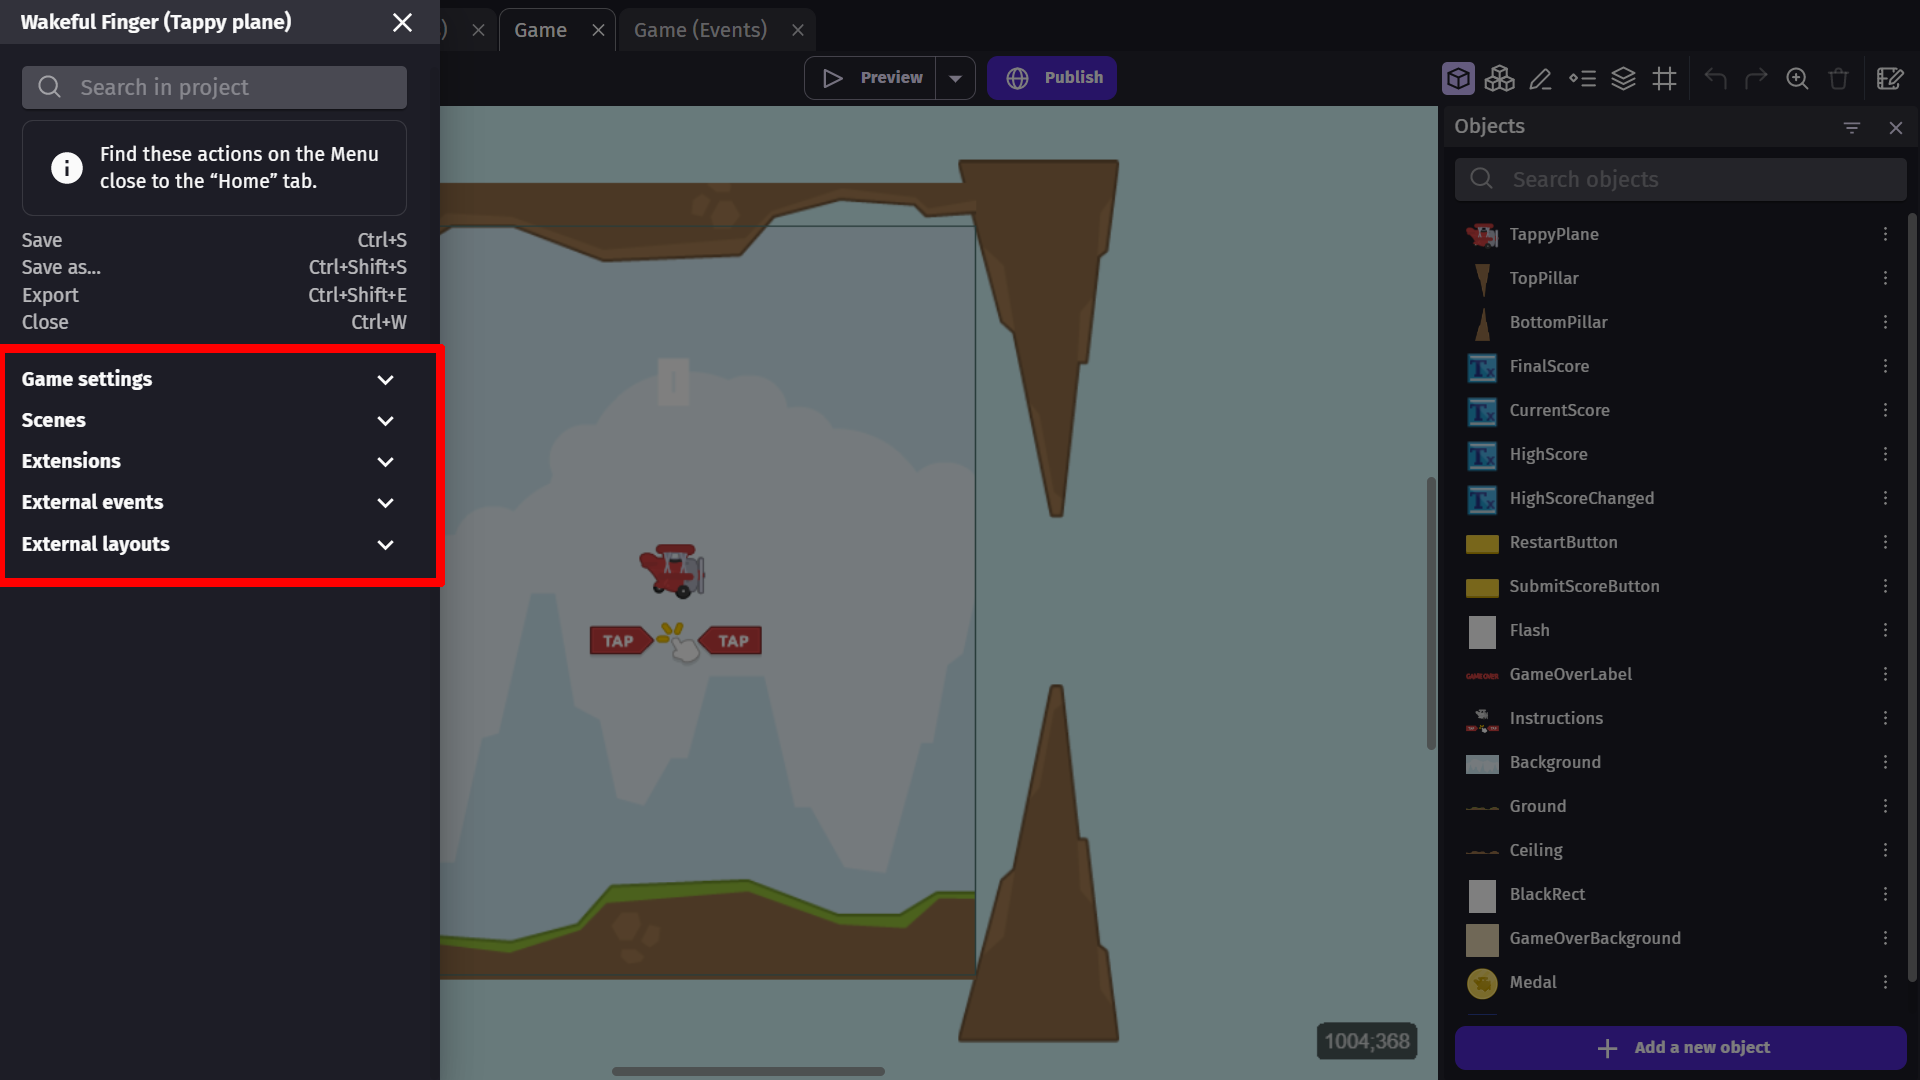 Wakeful Finger (Tappy plane)
)
Game
Game (Events)
Search in project
Preview
Publish
Find these actions on the Menu
close to the “Home” tab.
Objects
Search objects
Save Ctrl+S
Save as... Ctrl+Shift+S
Export Ctrl+Shift+E
Close Ctrl+W
Game settings
Scenes
Extensions
External events
External layouts
TAP TAP
1004;368
TappyPlane
TopPillar
BottomPillar
FinalScore
CurrentScore
HighScore
HighScoreChanged
RestartButton
SubmitScoreButton
Flash
GAMEOVER
GameOverLabel
Instructions
Background
Ground
Ceiling
BlackRect
GameOverBackground
Medal
Add a new object